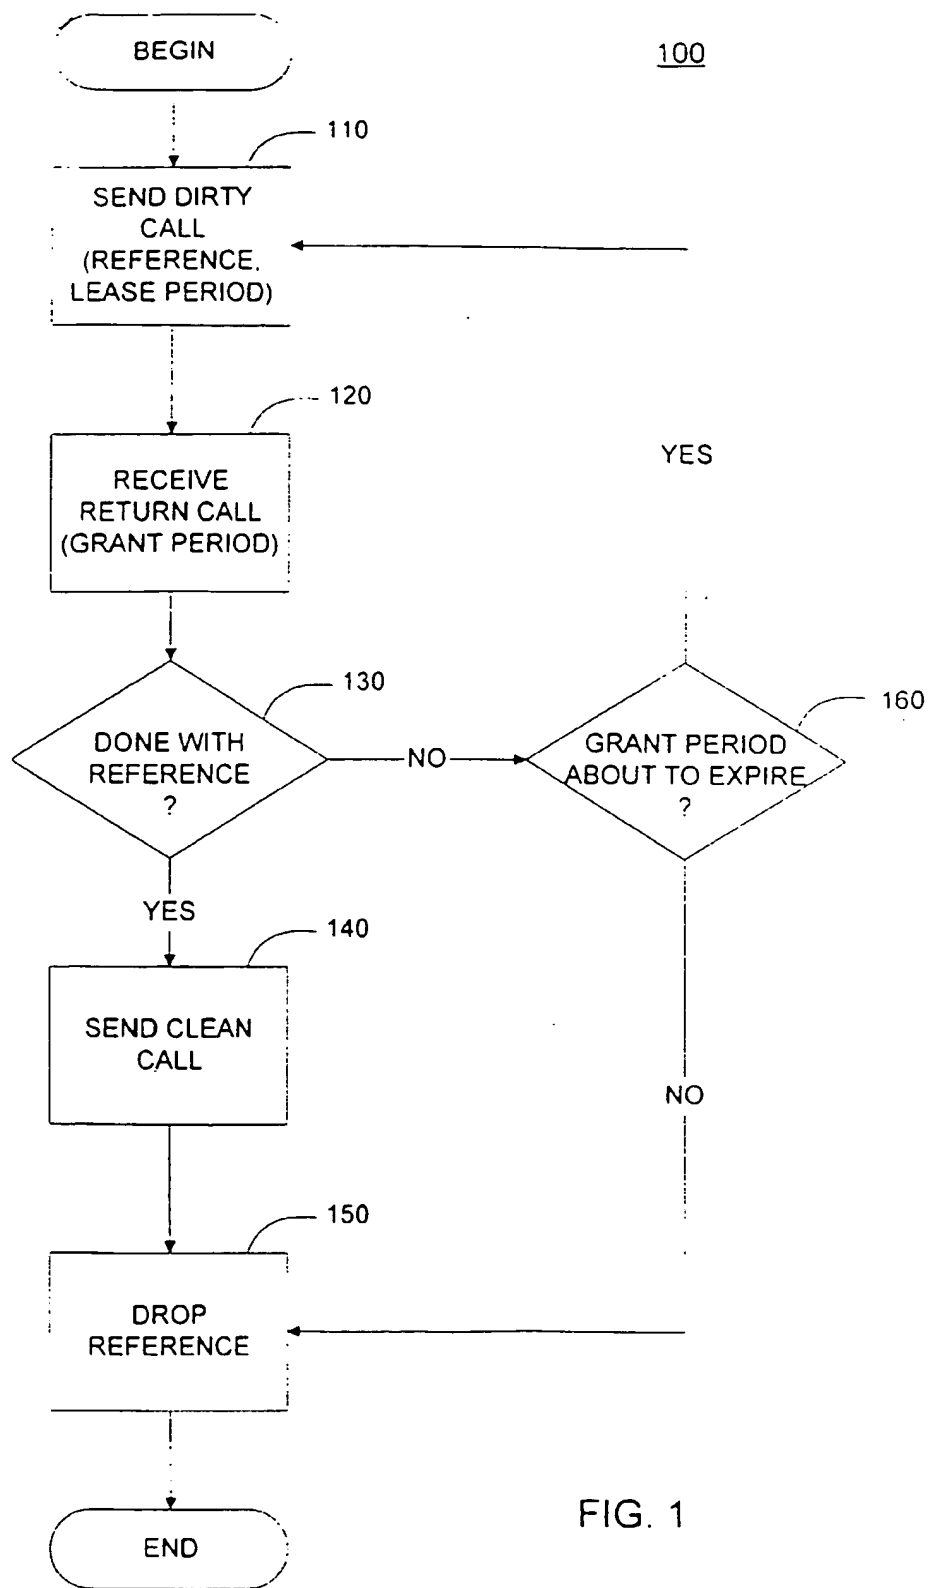 BEGIN
100
110
SEND DIRTY
CALL
(REFERENCE,
LEASE PERIOD)
120
RECEIVE
RETURN CALL
(GRANT PERIOD)
YES
130
DONE WITH
REFERENCE
?
NO
160
GRANT PERIOD
ABOUT TO EXPIRE
?
YES
140
SEND CLEAN
CALL
NO
150
DROP
REFERENCE
END
FIG. 1